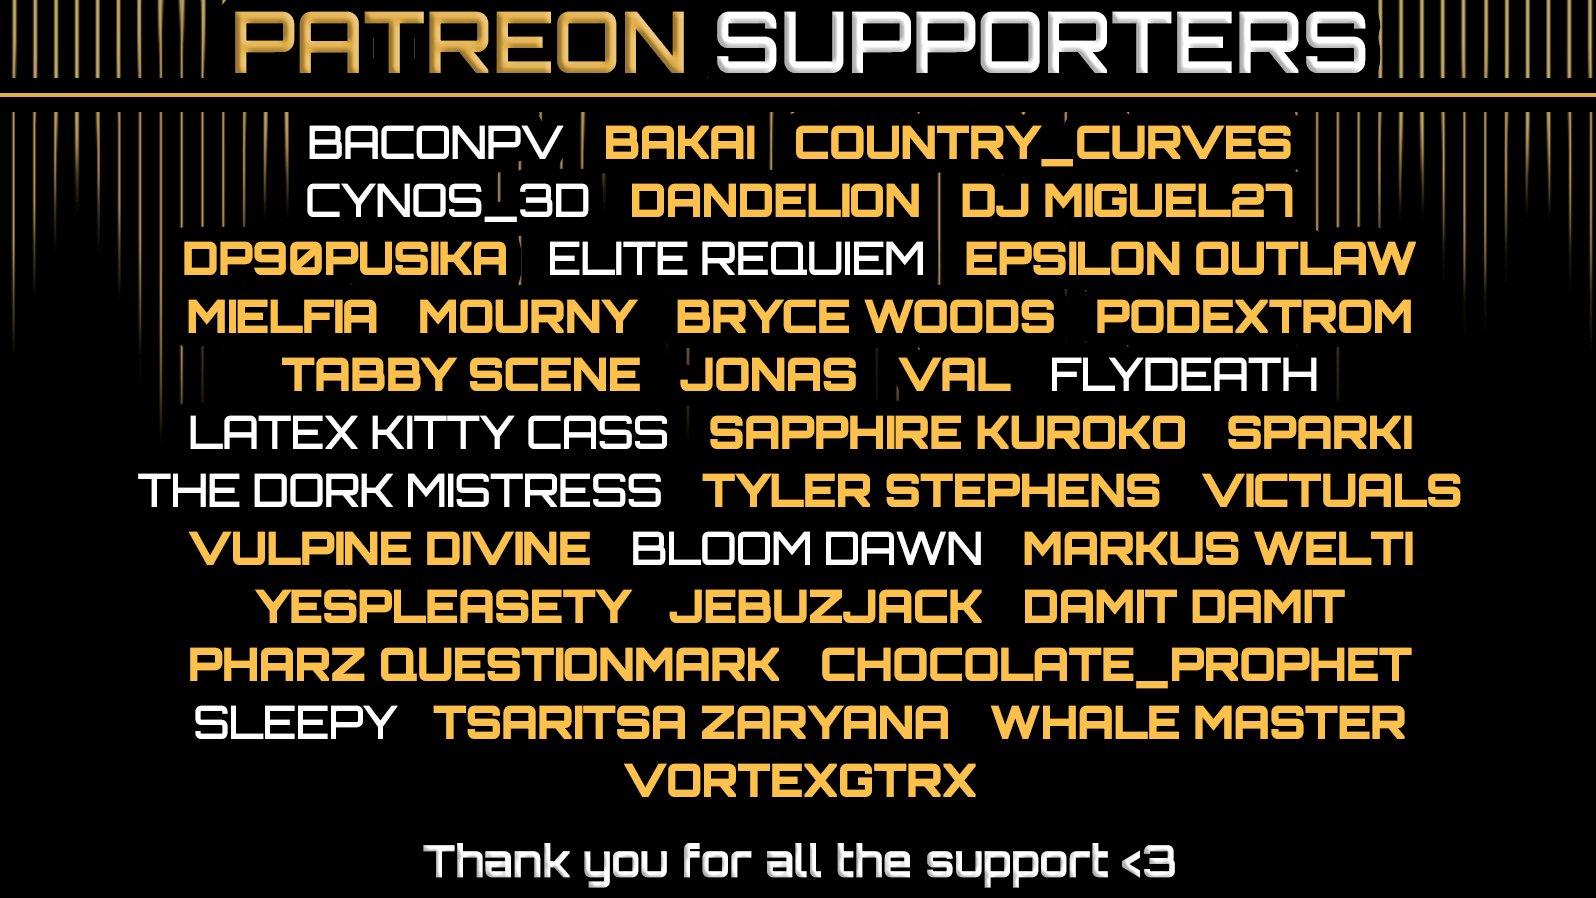 PATREON SUPPORTERS
BACONPV BAKAI COUNTRY_CURVES
CYNOS_3D DANDELION DJ MIGUEL27
DP90PUSIKA ELITE REQUIEM EPSILON OUTLAW
MIELFIA MOURNY BRYCE WOODS PODEXTROM
TABBY SCENE JONAS VAL FLYDEATH
LATEX KITTY CASS SAPPHIRE KUROKO SPARKI
THE DORK MISTRESS TYLER STEPHENS VICTUALS
VULPINE DIVINE BLOOM DAWN MARKUS WELTI
YESPLEASETY JEBUZJACK DAMIT DAMIT
PHARZ QUESTIONMARK CHOCOLATE_PROPHET
SLEEPY TSARITSA ZARYANA WHALE MASTER
VORTEXGTRX
Thank you for all the support <3